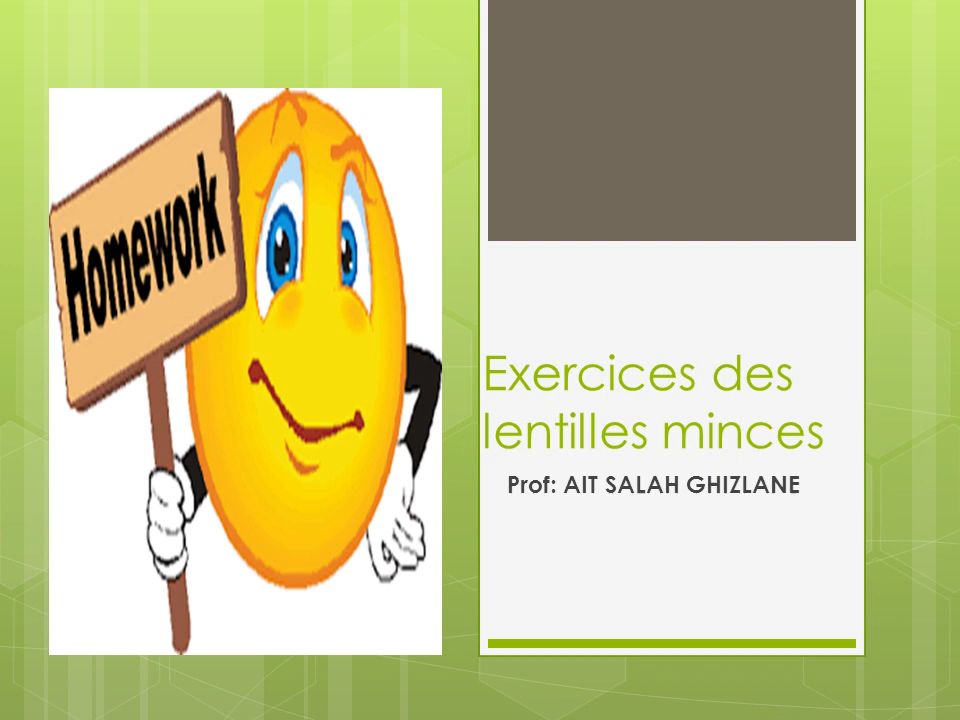 Homework
Exercices des
lentilles minces
Prof: AIT SALAH GHIZLANE